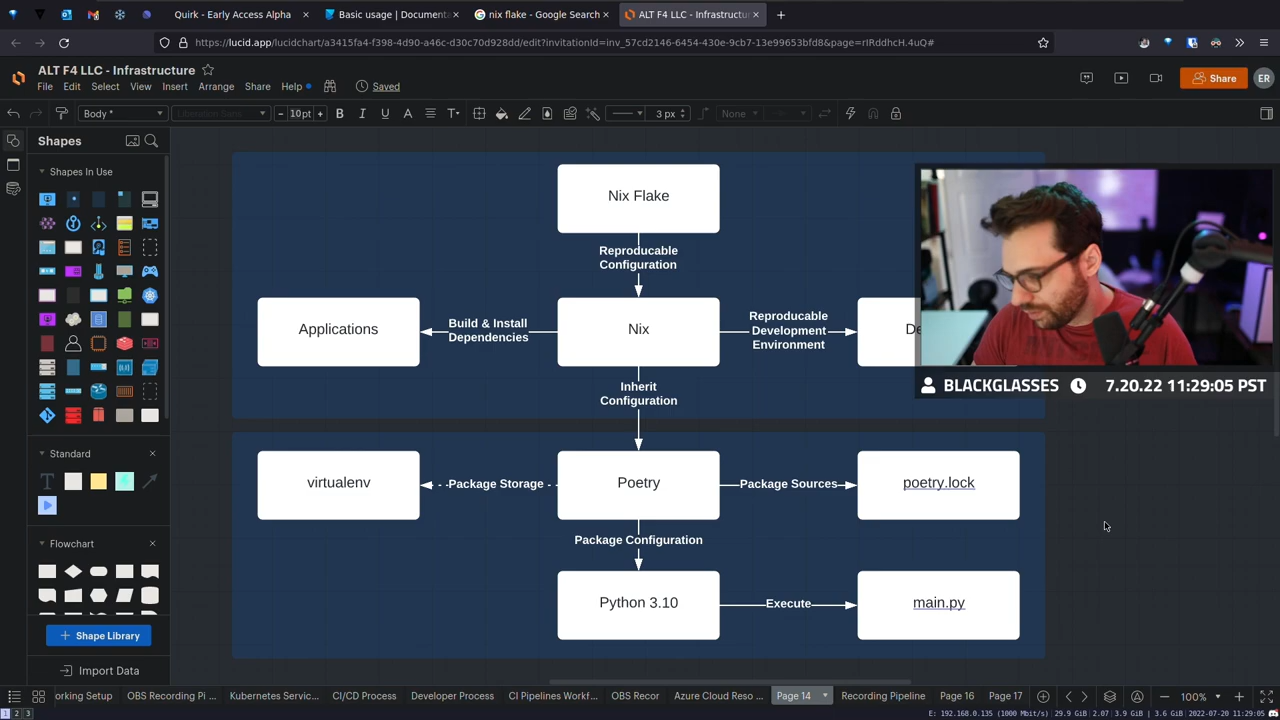 Quirk - Early Access Alpha
Basic usage | Documenta
nix flake - Google Search
ALT F4 LLC - Infrastructu
https://lucid.app/lucidchart/a3415fa4-f398-4d90-a46c-d30c70d928dd/edit?invitationId=inv_57cd2146-6454-430e-9cb7-13e99653bfd8&page=rIRddhcH.4uQ#
ALT F4 LLC - Infrastructure
File Edit Select View Insert Arrange Share Help Saved
Share
ER
Body *
Liberation Sans
10pt
B I U A T
3 px
None
Shapes
Shapes In Use
Standard
T
Flowchart
Shape Library
Import Data
Nix Flake
Reproducable
Configuration
Applications
Build & Install
Dependencies
Nix
Reproducable
Development
Environment
De
Inherit
Configuration
virtualenv
Package Storage
Poetry
Package Sources
poetry.lock
Package Configuration
Python 3.10
Execute
main.py
BLACKGLASSES 7.20.22 11:29:05 PST
orking Setup
OBS Recording Pi ...
Kubernetes Servic...
CI/CD Process
Developer Process
CI Pipelines Workf...
OBS Recor
Azure Cloud Reso ...
Page 14
Recording Pipeline
Page 16
Page 17
100%
1 2 3
E: 192.168.0.135 (1000 Mbit/s) | 29.9 GiB | 2.07 | 3.9 GiB | 3.6 GiB | 2022-07-20 11:29:05